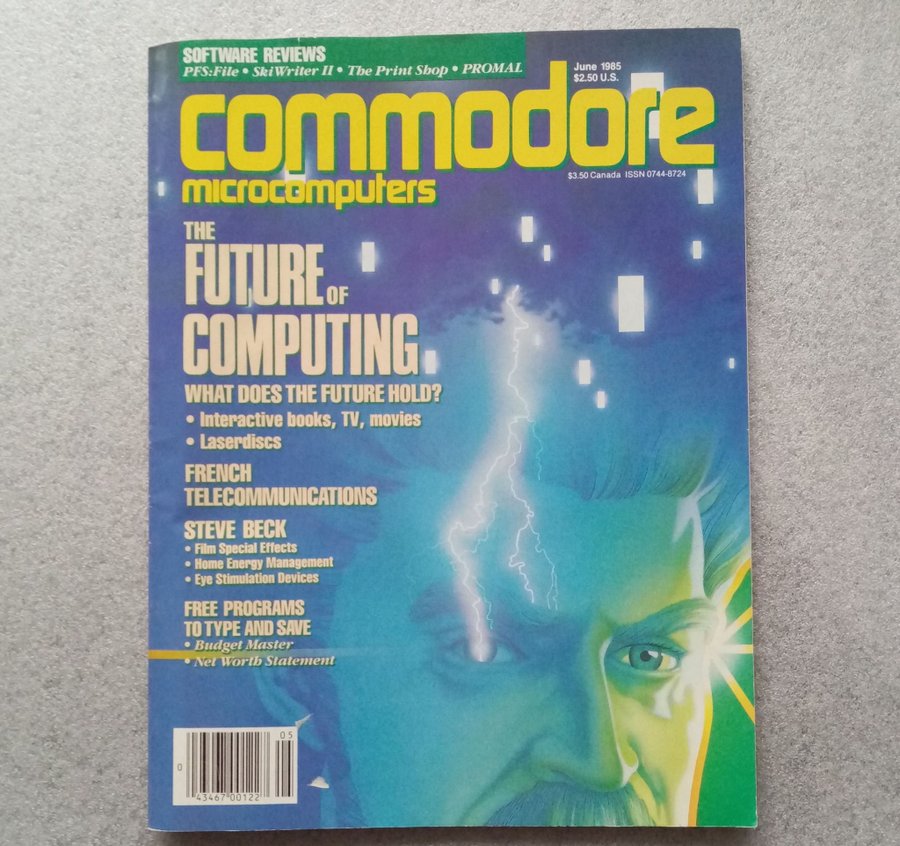 SOFTWARE REVIEWS
PFS:File • SkiWriter II • The Print Shop • PROMAL
June 1985
$2.50 U.S.
commodore
$3.50 Canada ISSN 0744-8724
microcomputers
THE
FUTURE OF
COMPUTING
WHAT DOES THE FUTURE HOLD?
• Interactive books, TV, movies
• Laserdiscs
FRENCH
TELECOMMUNICATIONS
STEVE BECK
• Film Special Effects
• Home Energy Management
• Eye Stimulation Devices
FREE PROGRAMS
TO TYPE AND SAVE
• Budget Master
• Net Worth Statement
05
0
43467 00122